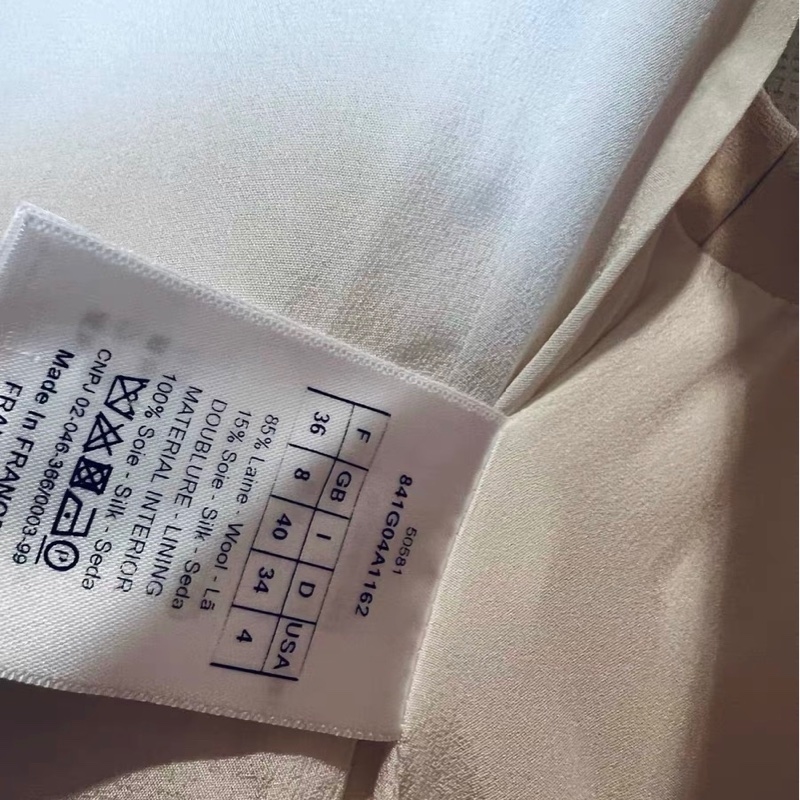 50581
841G04A1162
F GB I D USA
36 8 40 34 4
85% Laine - Wool - Lã
15% Soie - Silk - Seda
DOUBLURE - LINING
MATERIAL INTERIOR
100% Soie - Silk - Seda
P
CNPJ 02-046-366/0003-99
Made In FRANCE